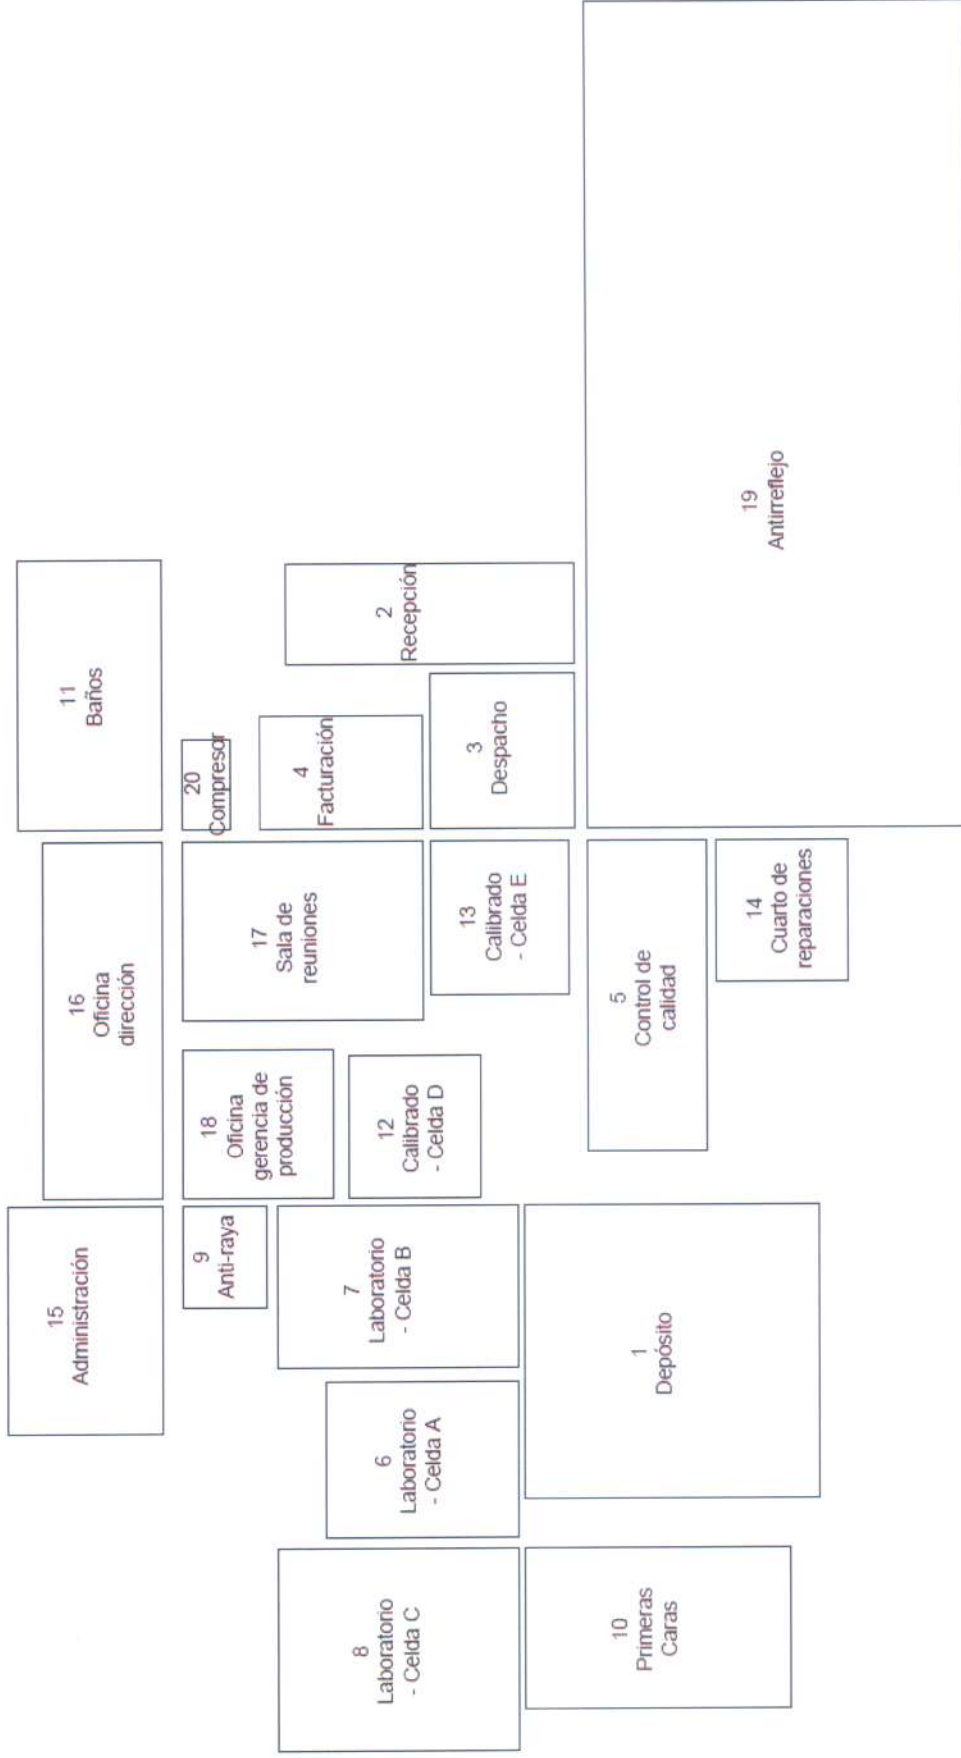 15
Administración
16
Oficina
dirección
11
Baños
9
Anti-raya
18
Oficina
gerencia de
producción
17
Sala de
reuniones
20
Compresor
4
Facturación
2
Recepción
8
Laboratorio
- Celda C
6
Laboratorio
- Celda A
7
Laboratorio
- Celda B
12
Calibrado
- Celda D
13
Calibrado
- Celda E
3
Despacho
10
Primeras
Caras
1
Depósito
5
Control de
calidad
14
Cuarto de
reparaciones
19
Antirreflejo